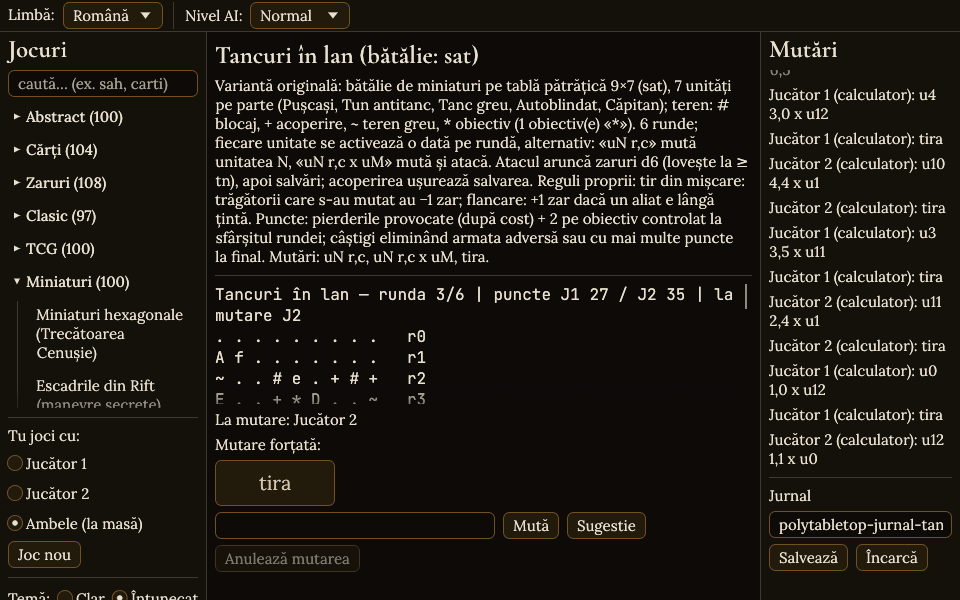 Limbă: Română ▼ Nivel AI: Normal ▼
Jocuri
caută... (ex. sah, carti)
▸ Abstract (100)
▸ Cărți (104)
▸ Zaruri (108)
▸ Clasic (97)
▸ TCG (100)
▾ Miniaturi (100)
Miniaturi hexagonale
(Trecătoarea
Cenușie)
Escadrile din Rift
(manevre secrete)
Tu joci cu:
Jucător 1
Jucător 2
Ambele (la masă)
Joc nou
Temă: Clar Întunecat
Tancuri în lan (bătălie: sat)
Variantă originală: bătălie de miniaturi pe tablă pătrățică 9×7 (sat), 7 unități
pe parte (Pușcași, Tun antitanc, Tanc greu, Autoblindat, Căpitan); teren: #
blocaj, + acoperire, ~ teren greu, * obiectiv (1 obiectiv(e) «*»). 6 runde;
fiecare unitate se activează o dată pe rundă, alternativ: «uN r,c» mută
unitatea N, «uN r,c x uM» mută și atacă. Atacul aruncă zaruri d6 (lovește la ≥
tn), apoi salvări; acoperirea ușurează salvarea. Reguli proprii: tir din mișcare:
trăgătorii care s-au mutat au −1 zar; flancare: +1 zar dacă un aliat e lângă
țintă. Puncte: pierderile provocate (după cost) + 2 pe obiectiv controlat la
sfârșitul rundei; câștigi eliminând armata adversă sau cu mai multe puncte
la final. Mutări: uN r,c, uN r,c x uM, tira.
Tancuri în lan — runda 3/6 | puncte J1 27 / J2 35 | la
mutare J2
. . . . . . . . . r0
A f . . . . . . . r1
~ . . # e . + # + r2
E . . + * D . . ~ r3
La mutare: Jucător 2
Mutare forțată:
tira
Mută Sugestie
Anulează mutarea
Mutări
0,5
Jucător 1 (calculator): u4
3,0 x u12
Jucător 1 (calculator): tira
Jucător 2 (calculator): u10
4,4 x u1
Jucător 2 (calculator): tira
Jucător 1 (calculator): u3
3,5 x u11
Jucător 1 (calculator): tira
Jucător 2 (calculator): u11
2,4 x u1
Jucător 2 (calculator): tira
Jucător 1 (calculator): u0
1,0 x u12
Jucător 1 (calculator): tira
Jucător 2 (calculator): u12
1,1 x u0
Jurnal
polytabletop-jurnal-tan
Salvează Încarcă